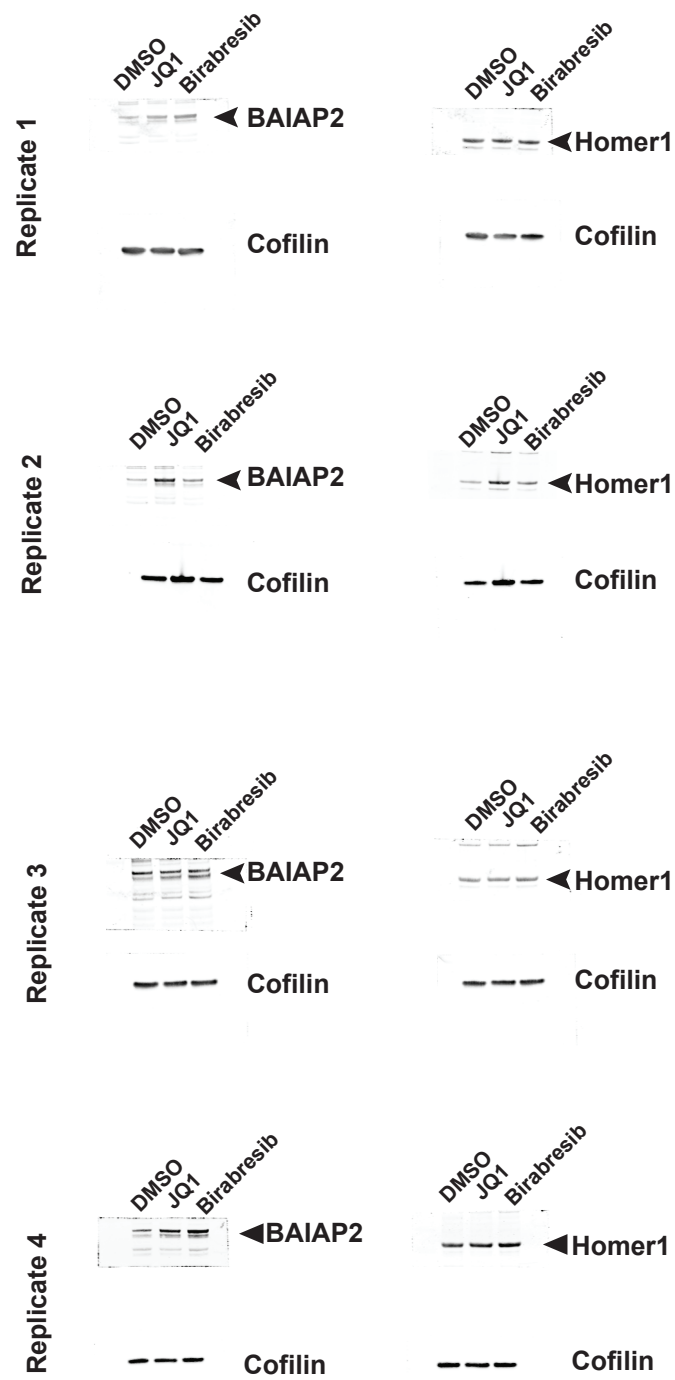 Replicate 1
DMSO JQ1 Birabresib
BAIAP2
Cofilin
DMSO JQ1 Birabresib
Homer1
Cofilin
Replicate 2
DMSO JQ1 Birabresib
BAIAP2
Cofilin
DMSO JQ1 Birabresib
Homer1
Cofilin
Replicate 3
DMSO JQ1 Birabresib
BAIAP2
Cofilin
DMSO JQ1 Birabresib
Homer1
Cofilin
Replicate 4
DMSO JQ1 Birabresib
BAIAP2
Cofilin
DMSO JQ1 Birabresib
Homer1
Cofilin